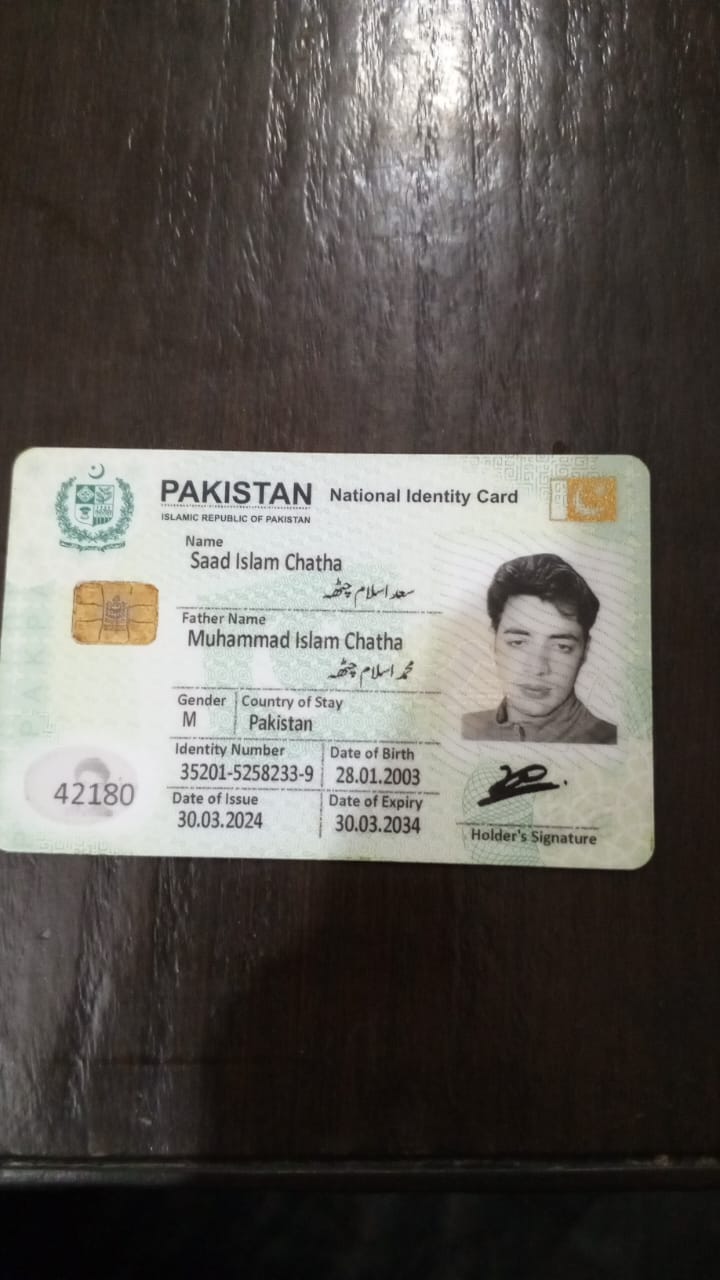 PAKISTAN National Identity Card
ISLAMIC REPUBLIC OF PAKISTAN
Name
Saad Islam Chatha
سعد اسلام چٹھہ
Father Name
Muhammad Islam Chatha
محمد اسلام چٹھہ
Gender Country of Stay
M Pakistan
Identity Number Date of Birth
35201-5258233-9 28.01.2003
Date of Issue Date of Expiry
30.03.2024 30.03.2034
42180
Holder's Signature